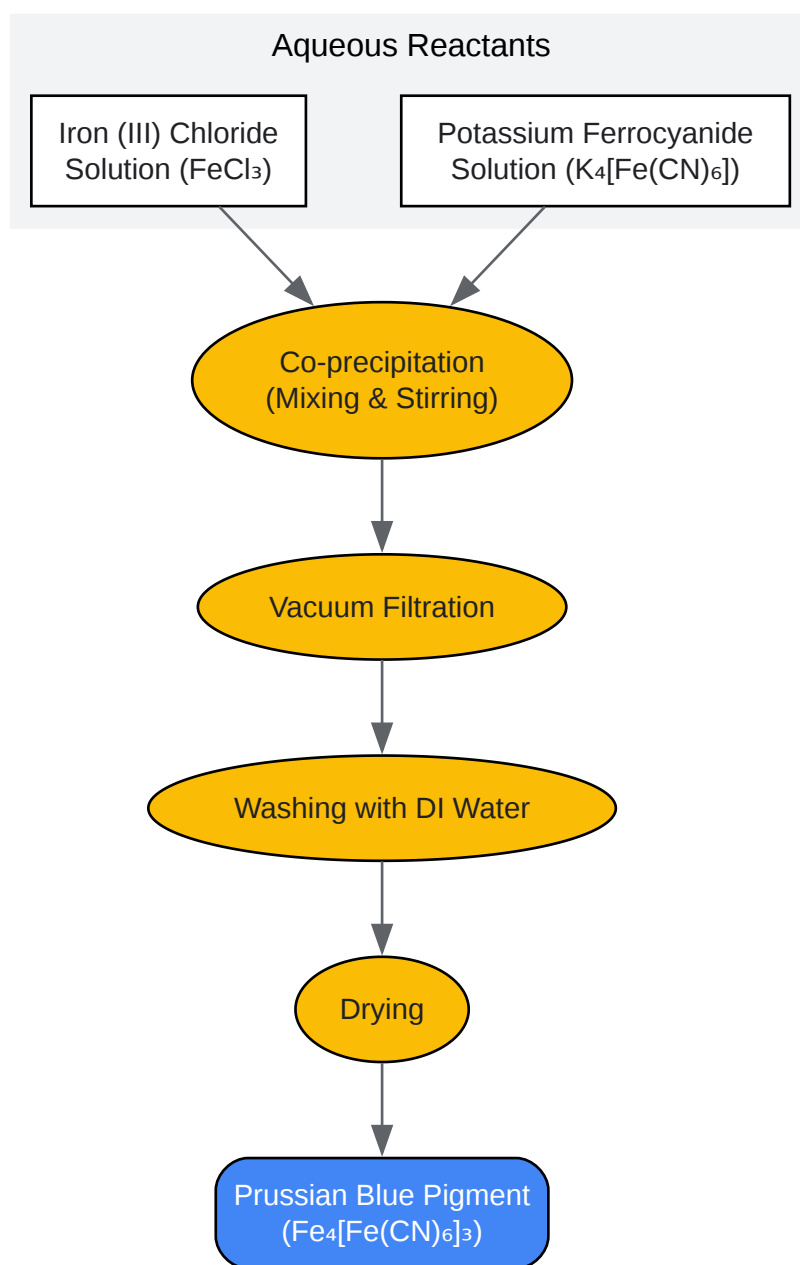 Aqueous Reactants
Iron (III) Chloride
Solution (FeCl₃)
Potassium Ferrocyanide
Solution (K₄[Fe(CN)₆])
Co-precipitation
(Mixing & Stirring)
Vacuum Filtration
Washing with DI Water
Drying
Prussian Blue Pigment
(Fe₄[Fe(CN)₆]₃)